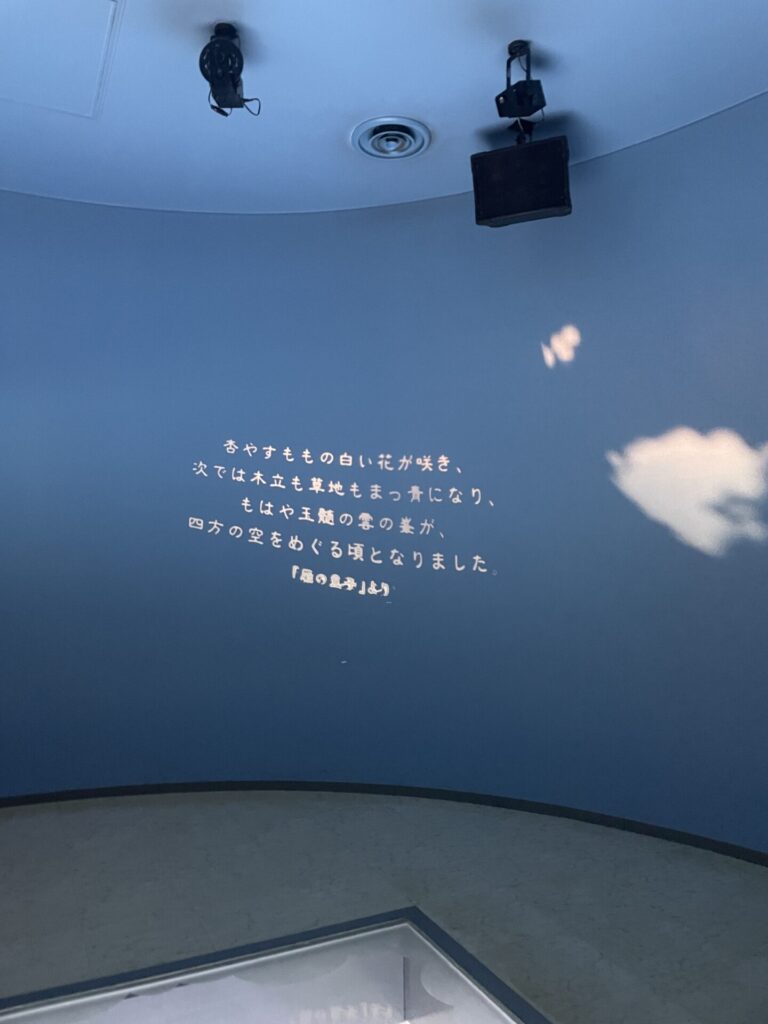 杏やすももの白い花が咲き、
次では木立も草地もまっ青になり、
もはや玉髄の雲の峯が、
四方の空をめぐる頃となりました。
『雁の童子』より